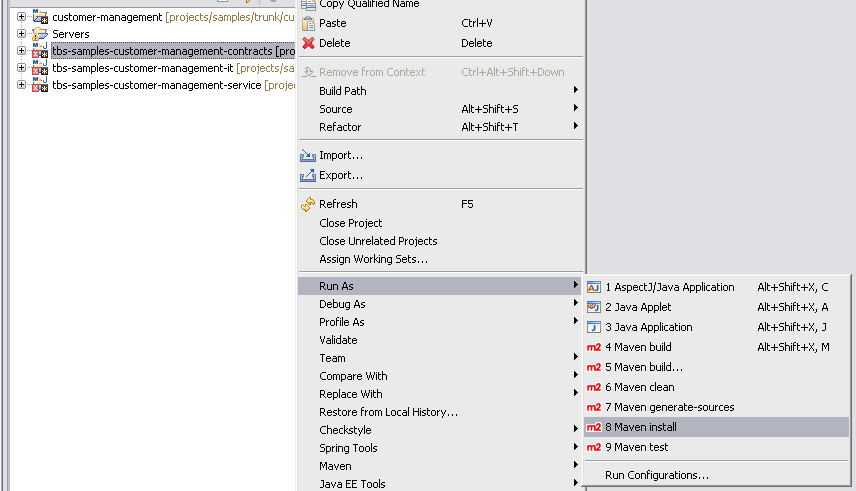 customer-management [projects/samples/trunk/cu
Servers
tbs-samples-customer-management-contracts [pro
tbs-samples-customer-management-it [projects/sa
tbs-samples-customer-management-service [projec
Copy Qualified Name
Paste Ctrl+V
Delete Delete
Remove from Context Ctrl+Alt+Shift+Down
Build Path
Source Alt+Shift+S
Refactor Alt+Shift+T
Import...
Export...
Refresh F5
Close Project
Close Unrelated Projects
Assign Working Sets...
Run As
Debug As
Profile As
Validate
Team
Compare With
Replace With
Restore from Local History...
Checkstyle
Spring Tools
Maven
Java EE Tools
1 AspectJ/Java Application Alt+Shift+X, C
2 Java Applet Alt+Shift+X, A
3 Java Application Alt+Shift+X, J
m2 4 Maven build Alt+Shift+X, M
m2 5 Maven build...
m2 6 Maven clean
m2 7 Maven generate-sources
m2 8 Maven install
m2 9 Maven test
Run Configurations...